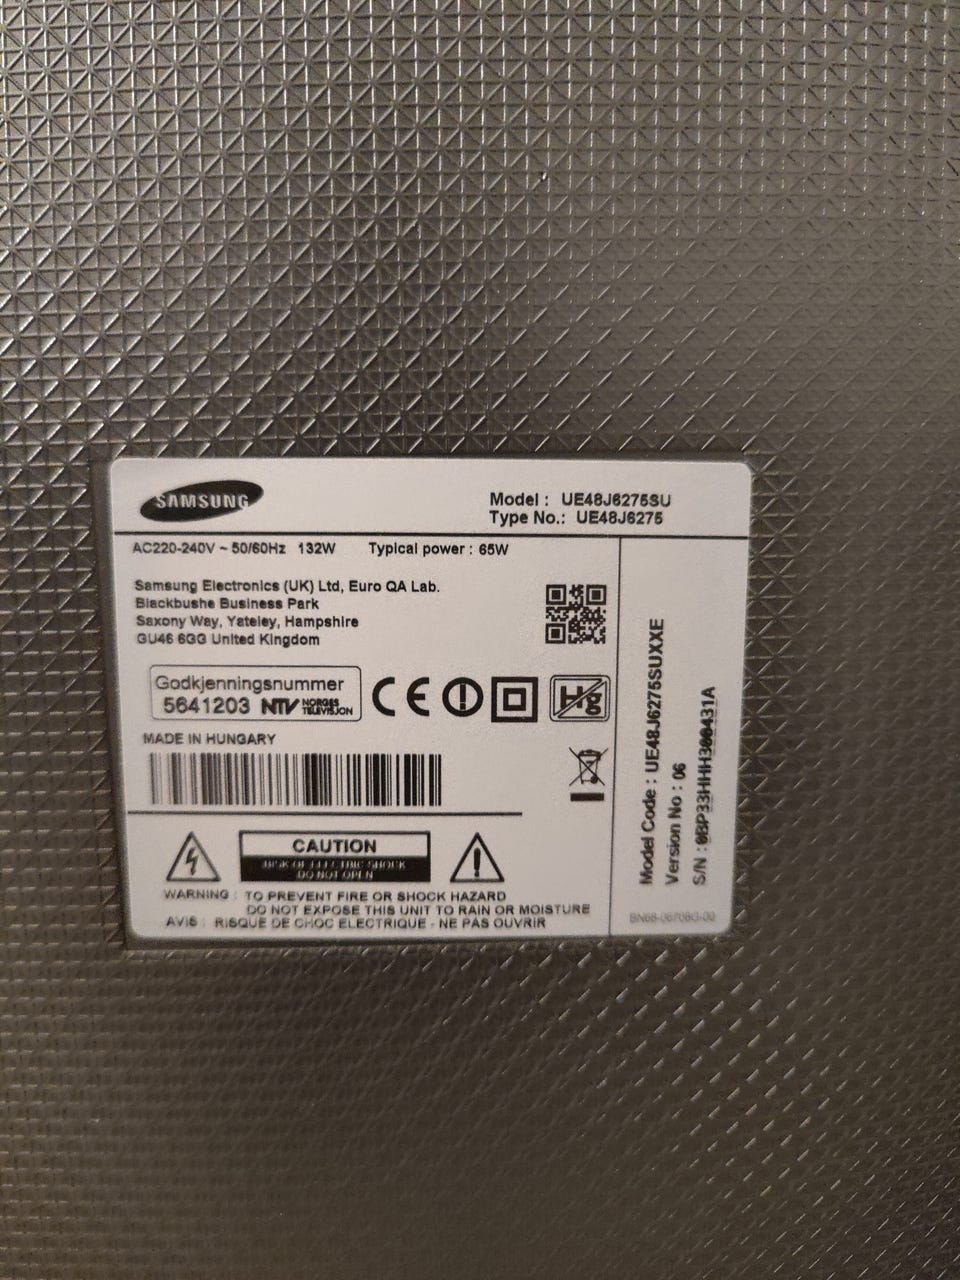 SAMSUNG
Model : UE48J6275SU
Type No.: UE48J6275
AC220-240V ~ 50/60Hz 132W Typical power : 65W
Samsung Electronics (UK) Ltd, Euro QA Lab.
Blackbushe Business Park
Saxony Way, Yateley, Hampshire
GU46 6GG United Kingdom
Godkjenningsnummer
5641203 NTV NORGES TELEVISJON
CE
Hg
MADE IN HUNGARY
CAUTION
RISK OF ELECTRIC SHOCK
DO NOT OPEN
WARNING : TO PREVENT FIRE OR SHOCK HAZARD
DO NOT EXPOSE THIS UNIT TO RAIN OR MOISTURE
AVIS : RISQUE DE CHOC ELECTRIQUE - NE PAS OUVRIR
Model Code : UE48J6275SUXXE
Version No : 06
S/N :